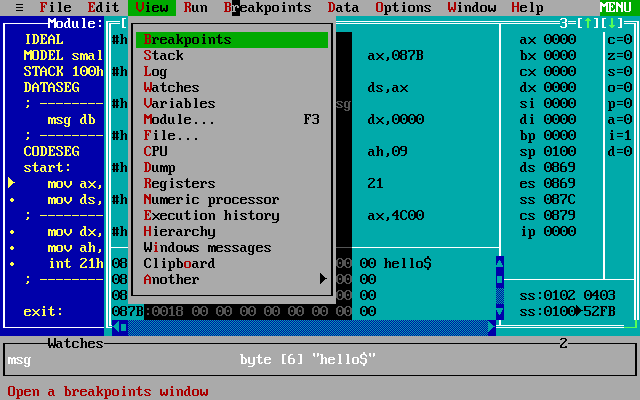 ≡ File Edit View Run Breakpoints Data Options Window Help MENU
Module: 3 [↑][↓]
IDEAL #h ax 0000 c=0
MODEL smal bx 0000 z=0
STACK 100h #h ax,087B cx 0000 s=0
DATASEG dx 0000 o=0
; -------- ds,ax si 0000 p=0
msg db #h sg di 0000 a=0
; -------- dx,0000 bp 0000 i=1
CODESEG #h ah,09 sp 0100 d=0
start: ds 0869
mov ax, #h 21 es 0869
mov ds, ss 087C
; -------- ax,4C00 cs 0879
mov dx, #h ip 0000
mov ah,
int 21h 08 00 00 hello$
; -------- 08 00 00
08 00 00 ss:0102 0403
exit: 087B:0018 00 00 00 00 00 00 00 00 ss:0100▶52FB
Breakpoints
Stack
Log
Watches
Variables
Module... F3
File...
CPU
Dump
Registers
Numeric processor
Execution history
Hierarchy
Windows messages
Clipboard
Another ▶
Watches 2
msg byte [6] "hello$"
Open a breakpoints window